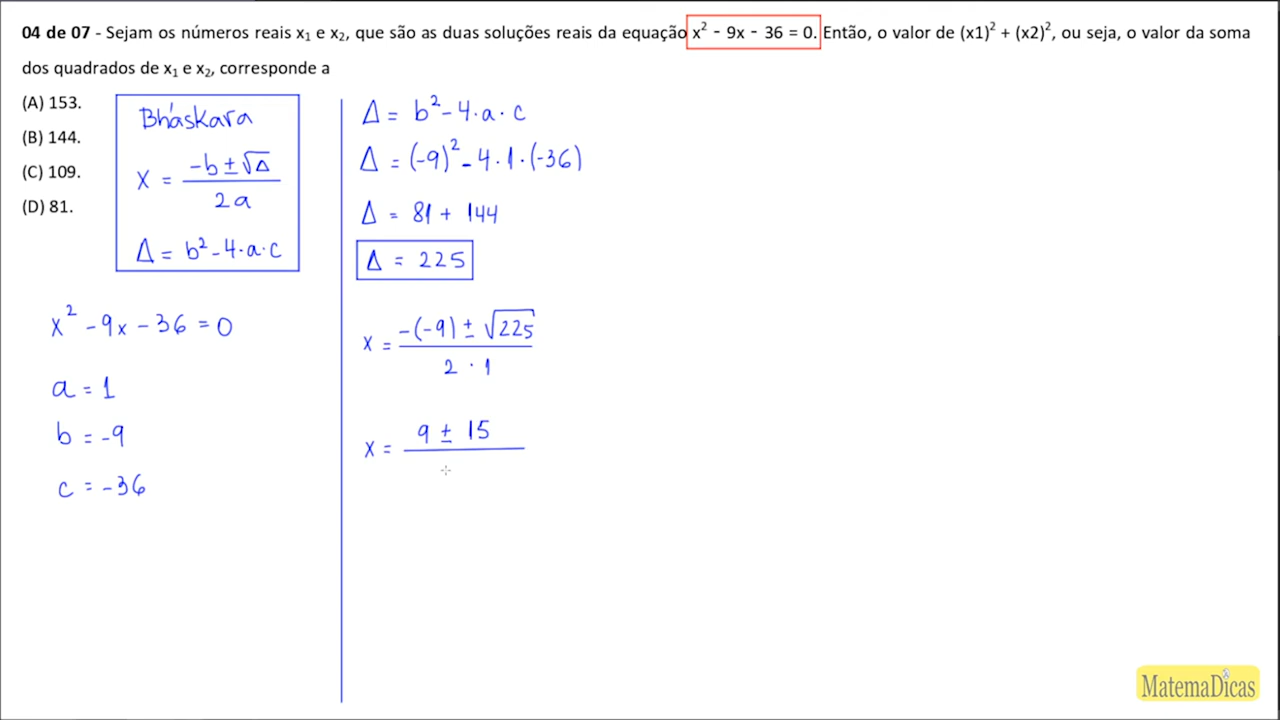 04 de 07 - Sejam os números reais x₁ e x₂, que são as duas soluções reais da equação x² - 9x - 36 = 0. Então, o valor de (x1)² + (x2)², ou seja, o valor da soma
dos quadrados de x₁ e x₂, corresponde a
(A) 153.
(B) 144.
(C) 109.
(D) 81.
Bháskara
x = (-b ± √Δ) / 2a
Δ = b² - 4·a·c
x² - 9x - 36 = 0
a = 1
b = -9
c = -36
Δ = b² - 4·a·c
Δ = (-9)² - 4·1·(-36)
Δ = 81 + 144
Δ = 225
x = (-(-9) ± √225) / 2·1
x = 9 ± 15
MatemaDicas